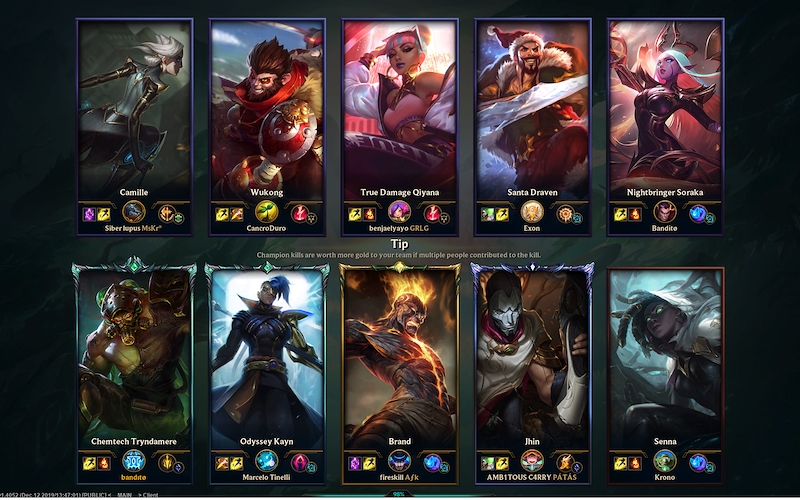 Camille
Siber lupus MsKr*
Wukong
CancroDuro
True Damage Qiyana
benjaelyayo GRLG
Santa Draven
Exon
Nightbringer Soraka
Bandito
Tip
Champion kills are worth more gold to your team if multiple people contributed to the kill.
Chemtech Tryndamere
bandito
Odyssey Kayn
Marcelo Tinelli
Brand
fireskill Afk
Jhin
AMB1TOUS C4RRY PÁTÁS
Senna
Krono
98%